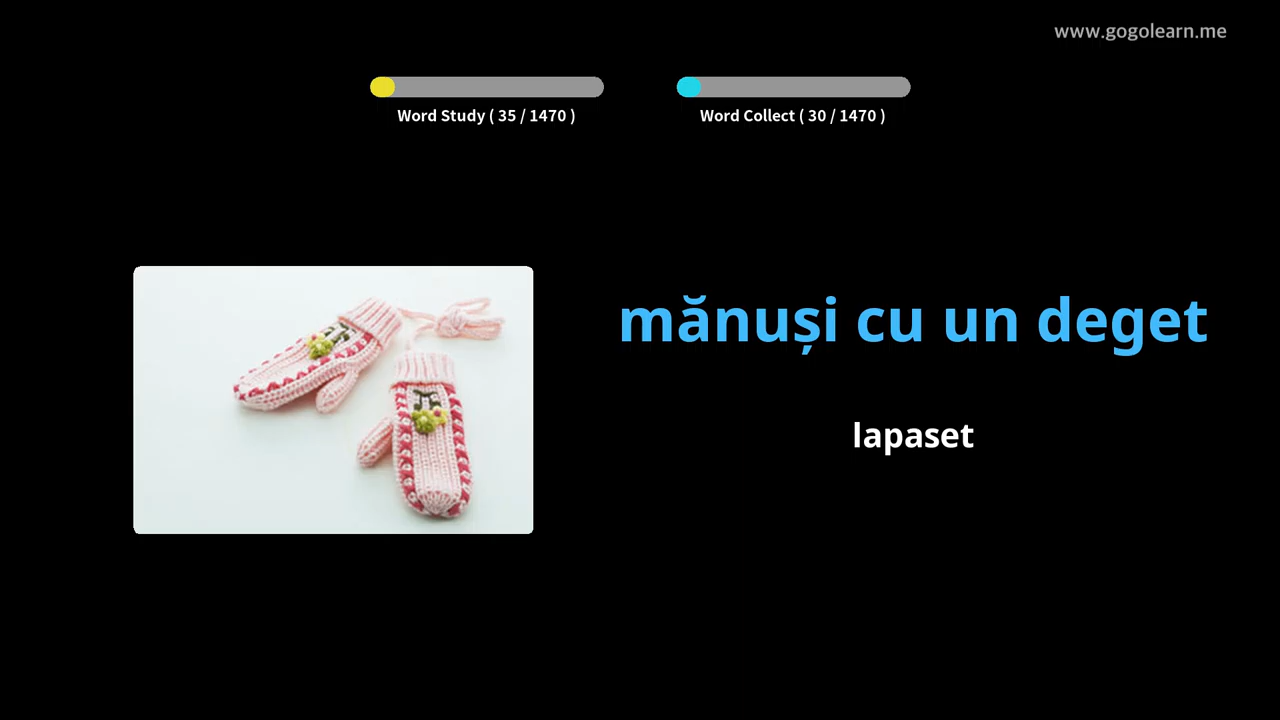 www.gogolearn.me
Word Study ( 35 / 1470 )
Word Collect ( 30 / 1470 )
mănuși cu un deget
lapaset